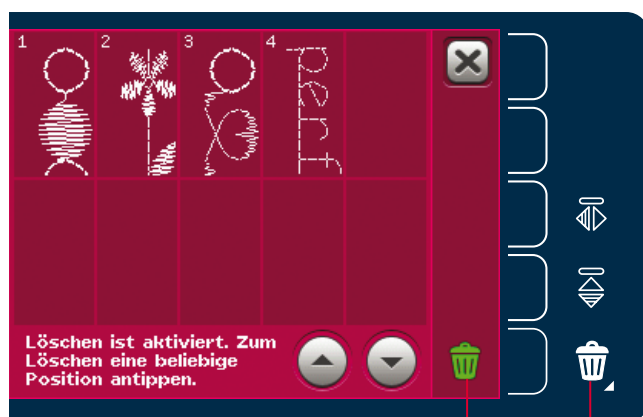 1 2 3 4
perf
Löschen ist aktiviert. Zum
Löschen eine beliebige
Position antippen.